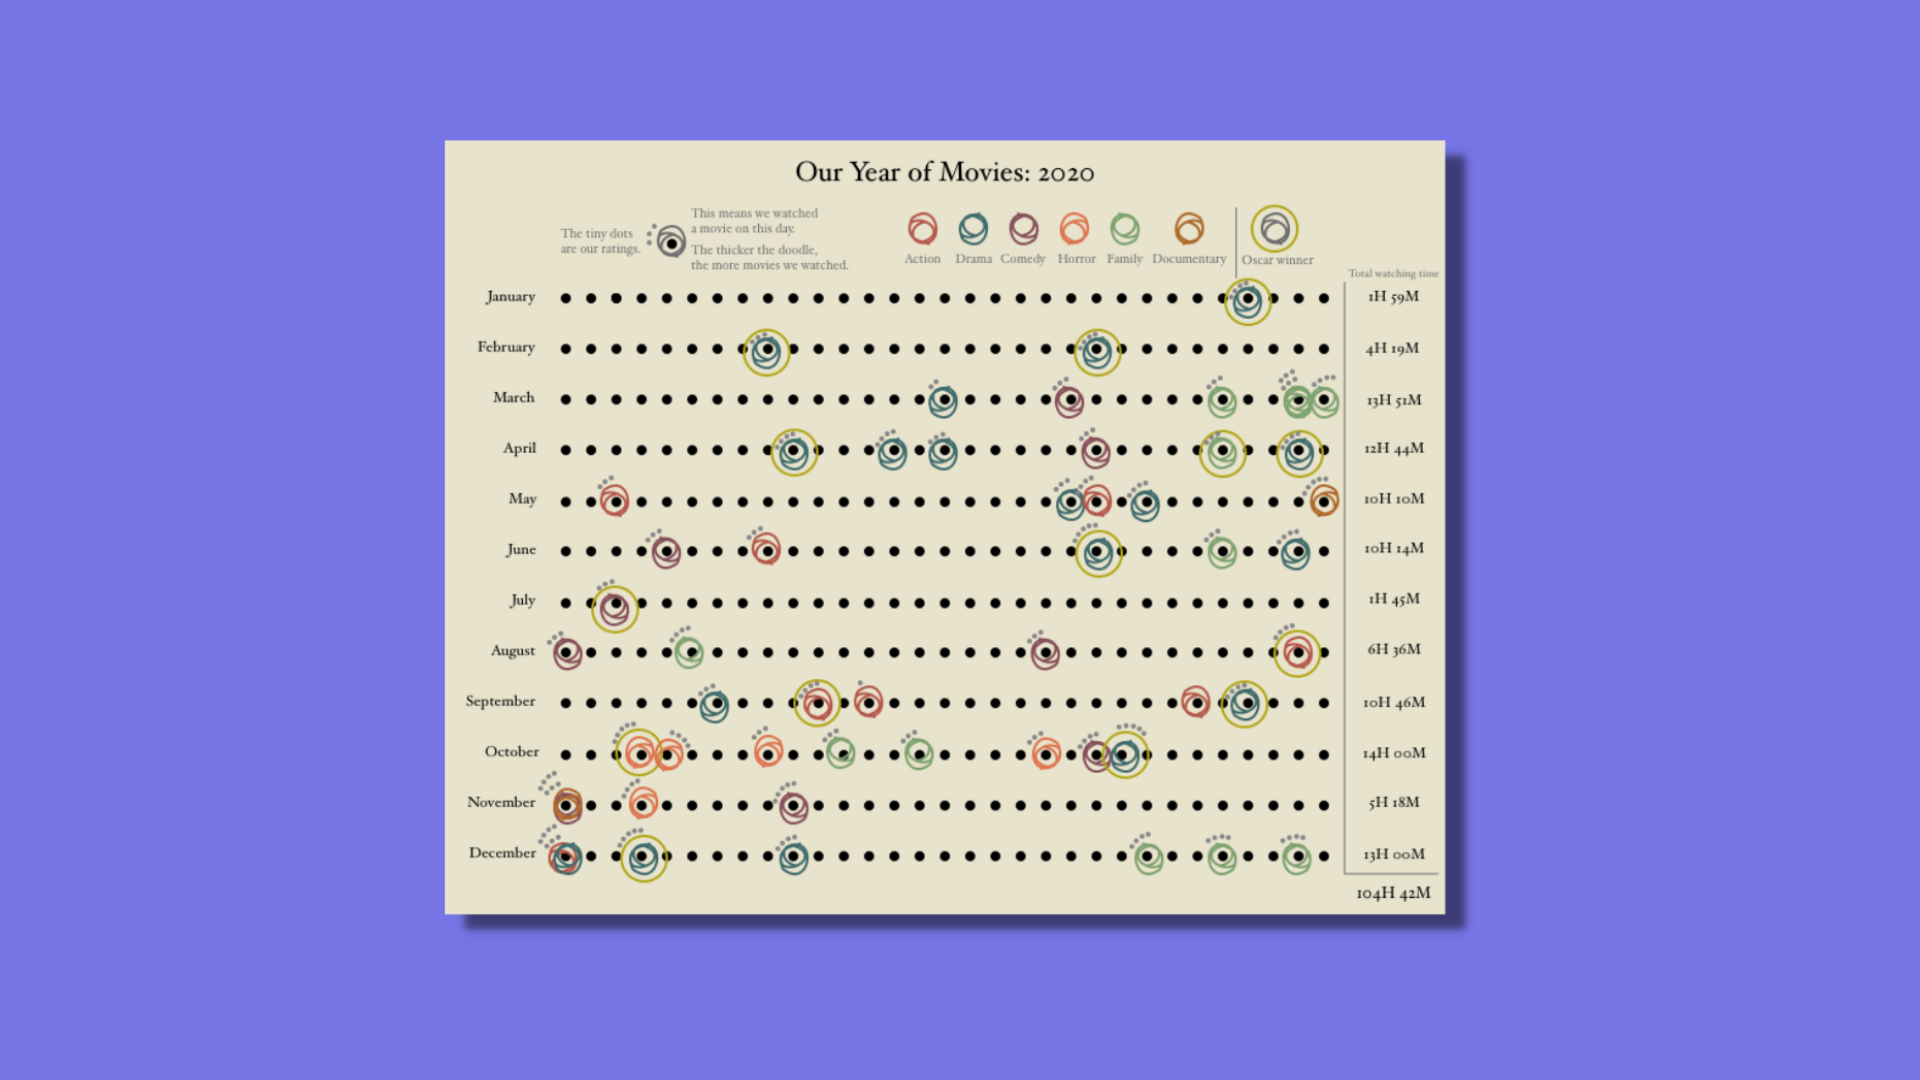 Our Year of Movies: 2020
The tiny dots
are our ratings.
This means we watched
a movie on this day.
The thicker the doodle,
the more movies we watched.
Action
Drama
Comedy
Horror
Family
Documentary
Oscar winner
Total watching time
January 1H 59M
February 4H 19M
March 13H 51M
April 12H 44M
May 10H 10M
June 10H 14M
July 1H 45M
August 6H 36M
September 10H 46M
October 14H 00M
November 5H 18M
December 13H 00M
104H 42M